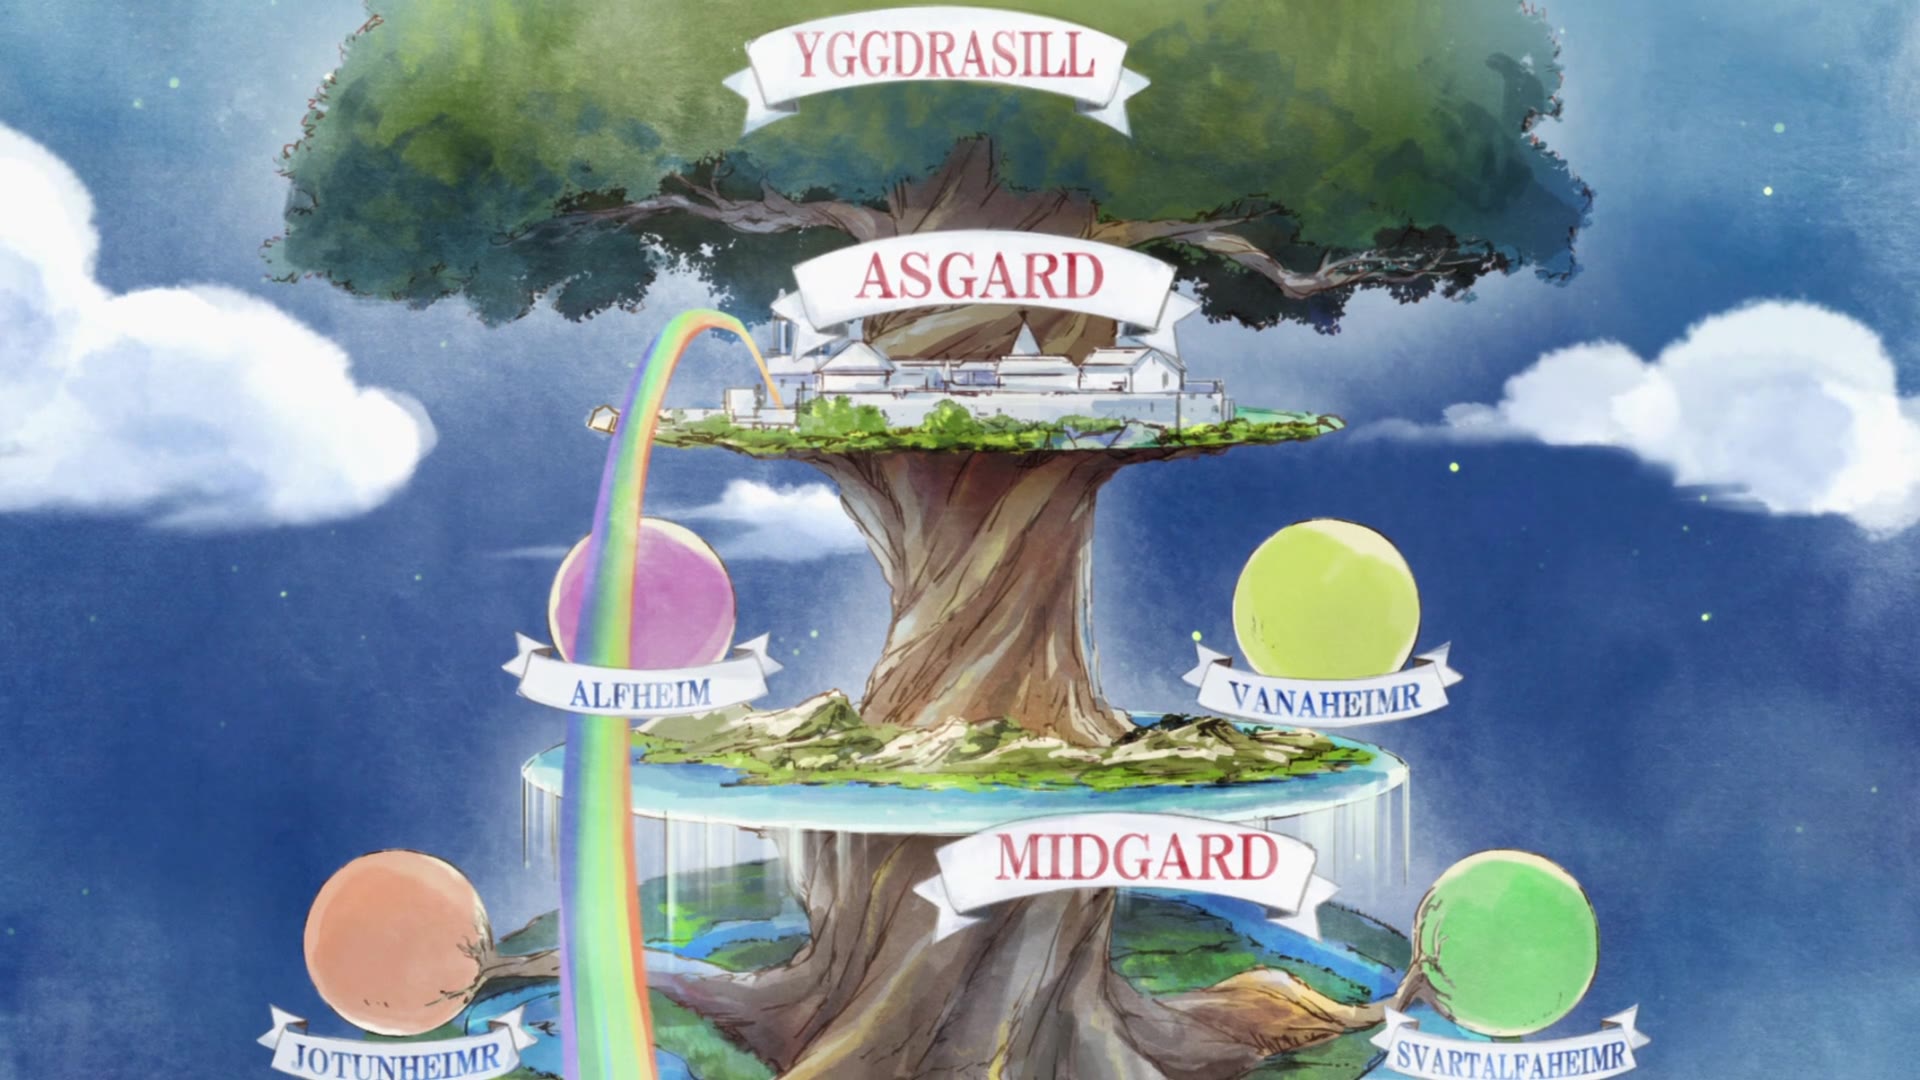 YGGDRASILL
ASGARD
ALFHEIM
VANAHEIMR
MIDGARD
JOTUNHEIMR
SVARTALFAHEIMR